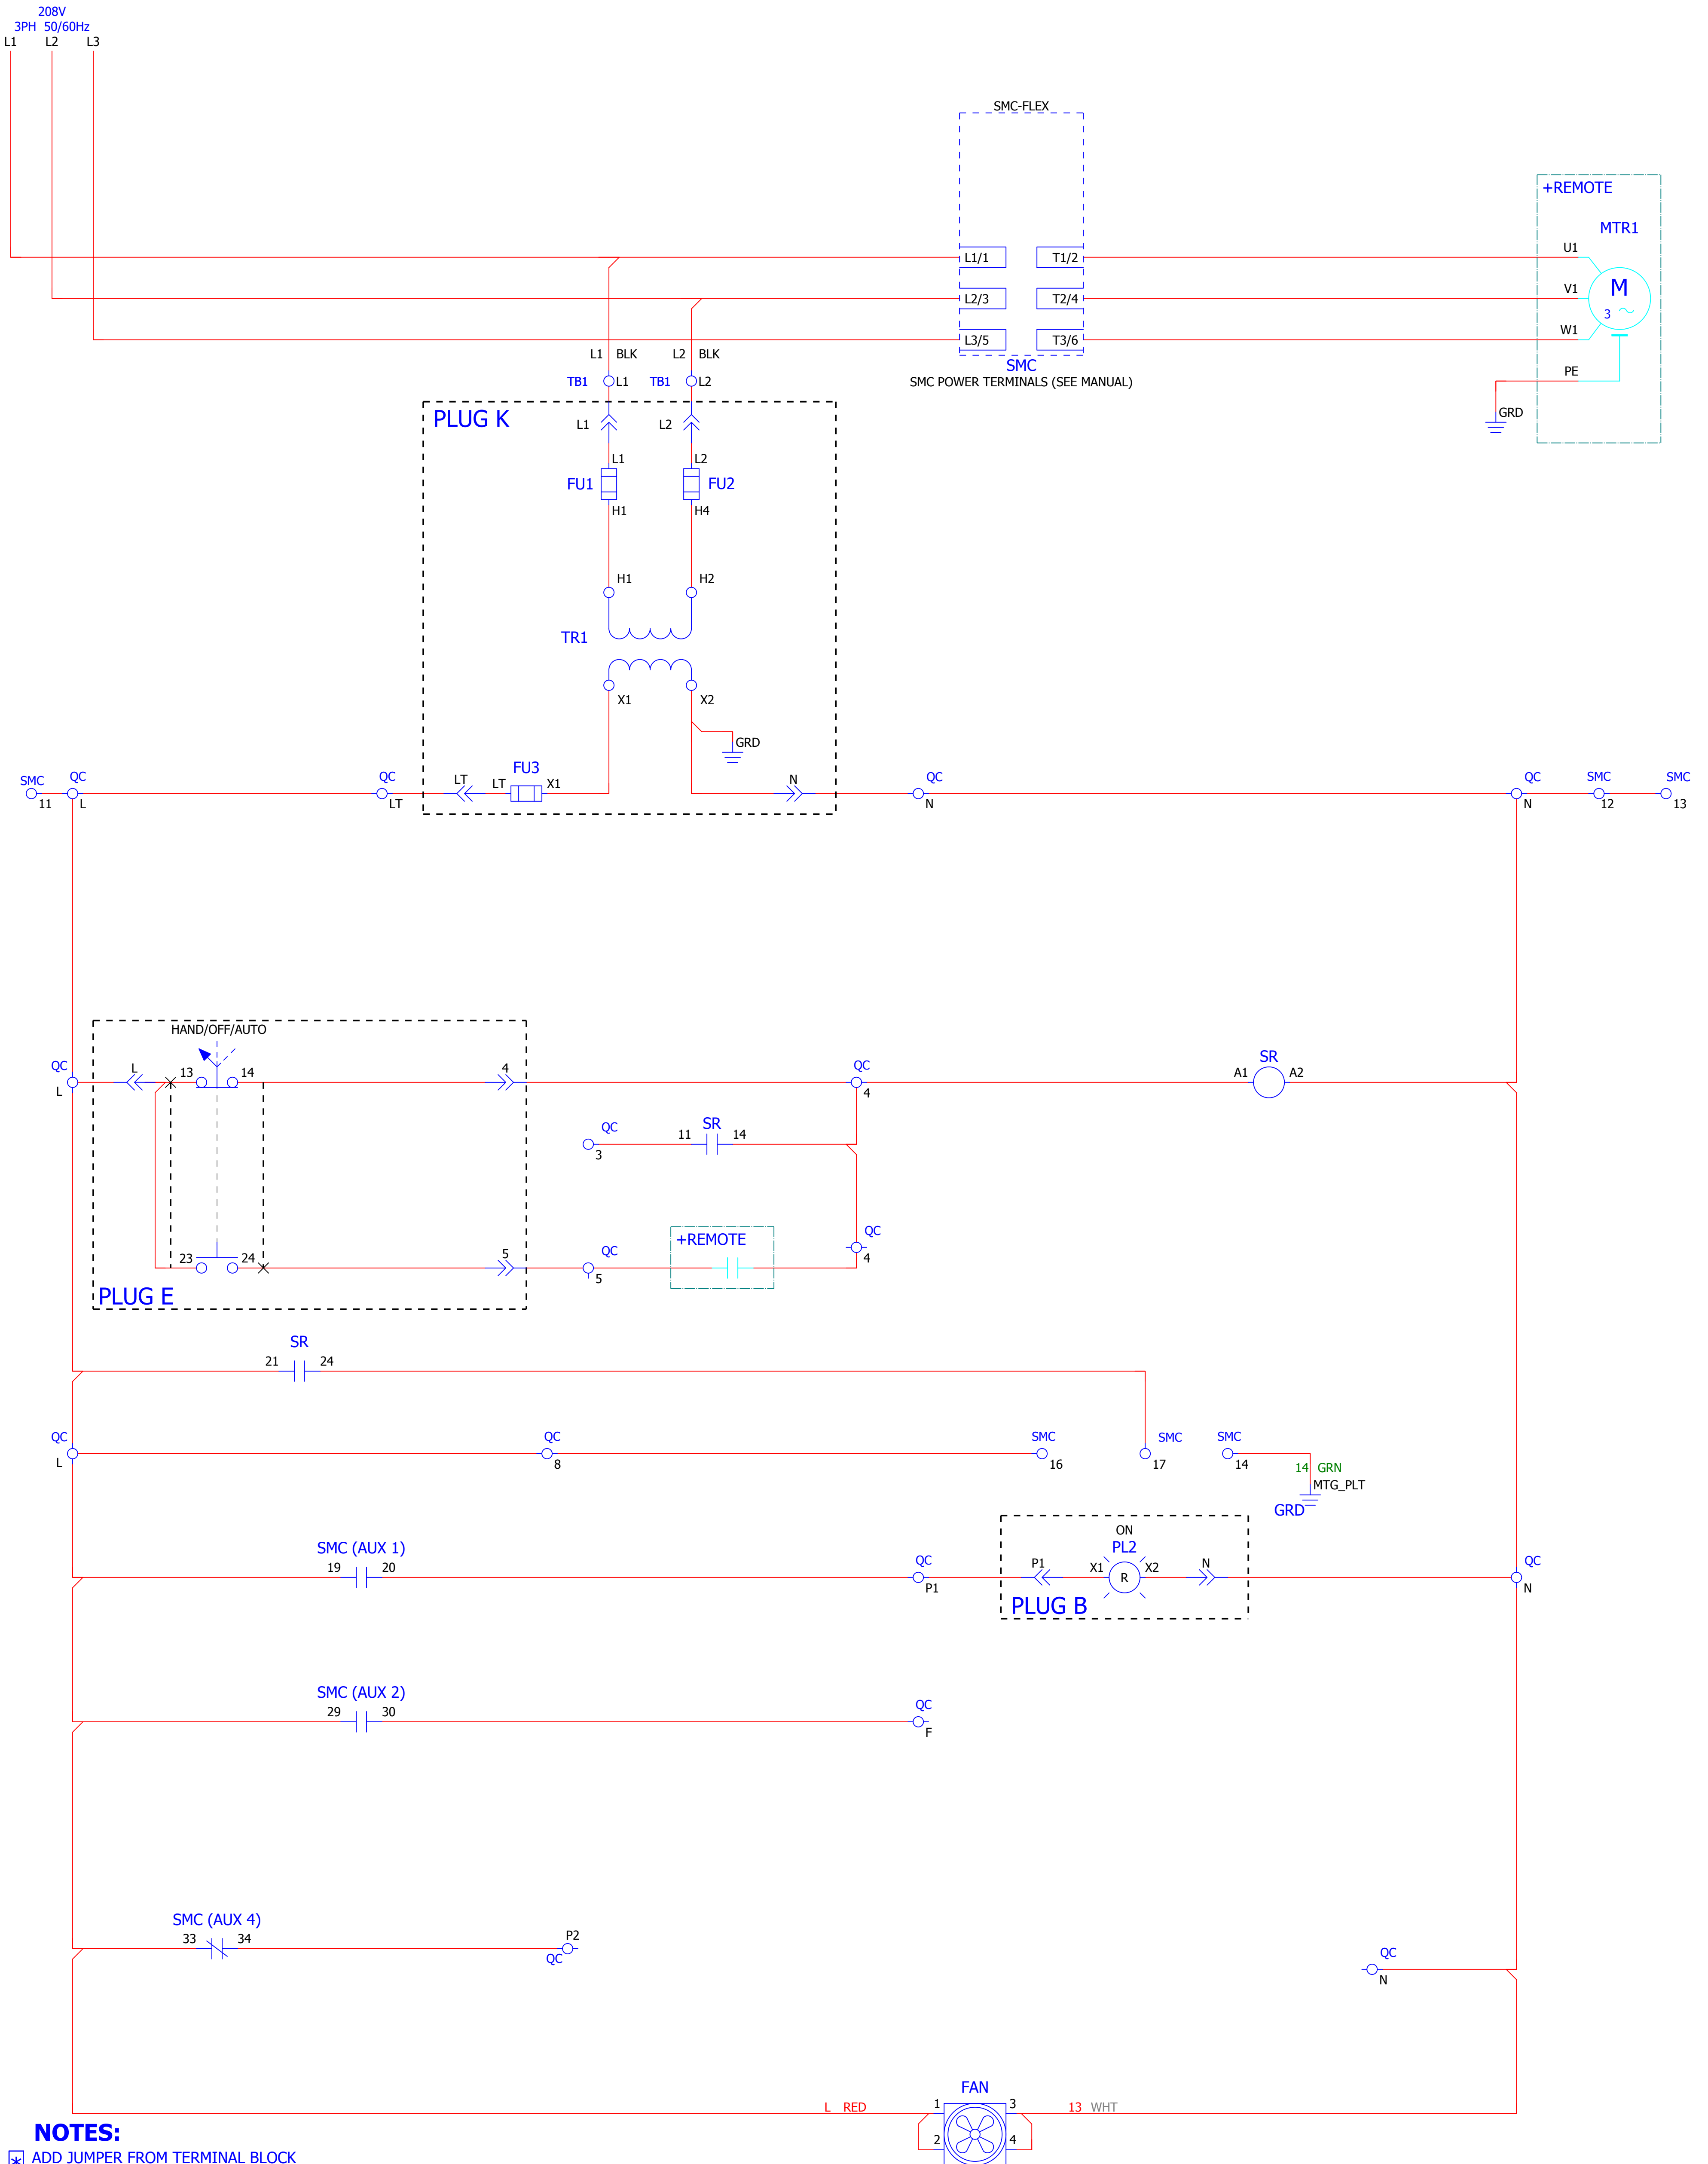 208V
3PH 50/60Hz
L1 L2 L3
SMC-FLEX
+REMOTE
MTR1
U1
L1/1 T1/2
M
3
V1
L2/3 T2/4
W1
L3/5 T3/6
L1 BLK L2 BLK
SMC
PE
TB1 L1 TB1 L2
SMC POWER TERMINALS (SEE MANUAL)
PLUG K
GRD
L1 L2
L1 L2
FU1 FU2
H1 H4
H1 H2
TR1
X1 X2
GRD
FU3
SMC QC QC LT LT X1 N QC QC SMC SMC
11 L LT N N 12 13
HAND/OFF/AUTO
QC L 13 14 4 QC SR
L 4 A1 A2
SR
QC 11 14
3
QC
+REMOTE
23 24 5 QC 4
5
PLUG E
SR
21 24
QC QC SMC SMC SMC
L 8 16 17 14
14 GRN
MTG_PLT
GRD
ON
SMC (AUX 1) PL2
19 20 QC P1 X1 R X2 N QC
P1 N
PLUG B
SMC (AUX 2)
29 30 QC
F
SMC (AUX 4)
33 34 P2
QC QC
N
FAN
L RED 1 3 13 WHT
2 4
NOTES:
* ADD JUMPER FROM TERMINAL BLOCK